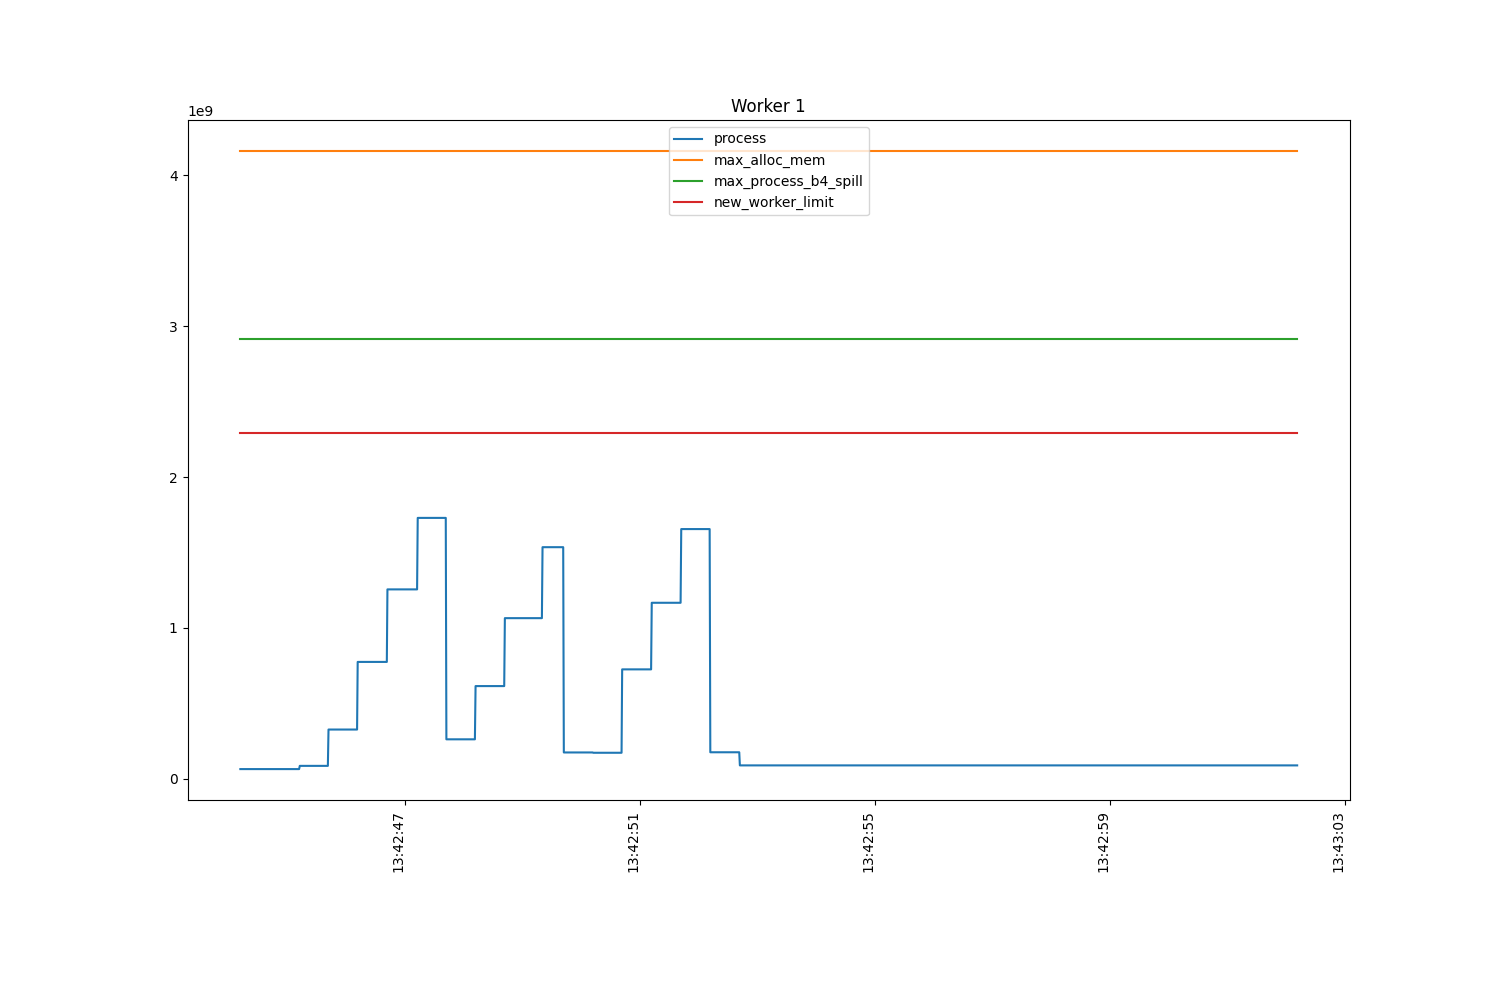 Worker 1
1e9
process
max_alloc_mem
max_process_b4_spill
new_worker_limit
4
3
2
1
0
13:42:47
13:42:51
13:42:55
13:42:59
13:43:03